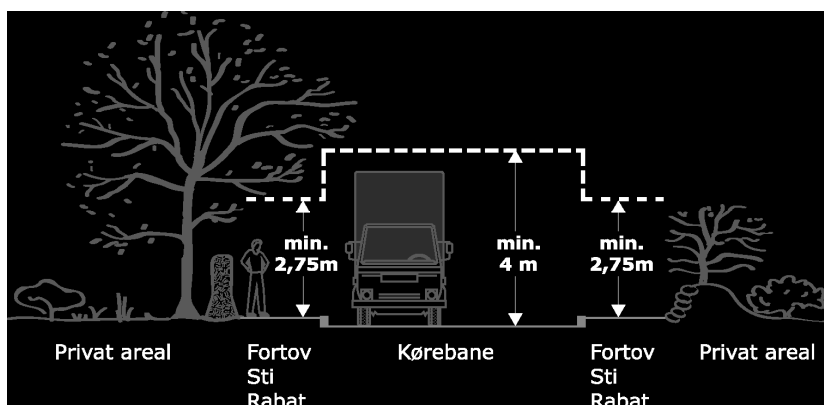 min.
2,75m
min.
4 m
min.
2,75m
Privat areal
Fortov
Sti
Rabat
Kørebane
Fortov
Sti
Rabat
Privat areal